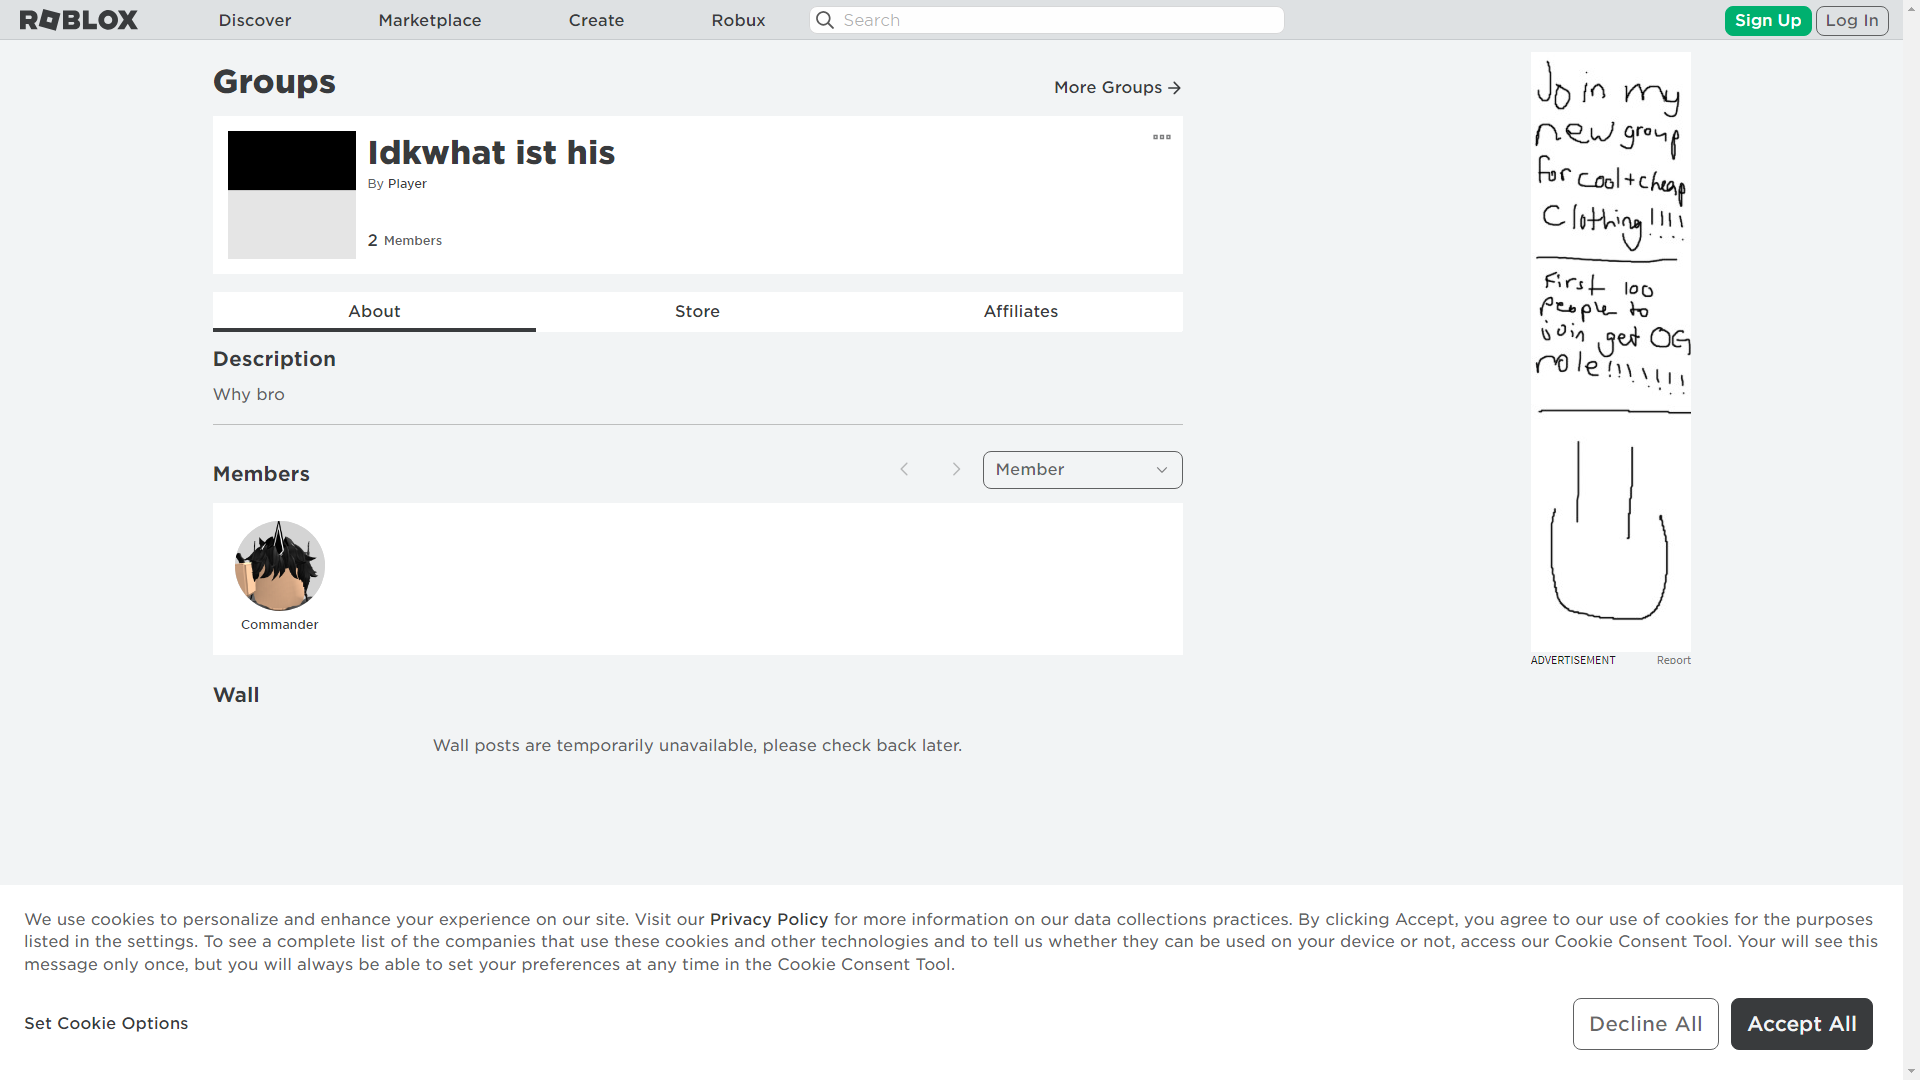 ROBLOX
Discover
Marketplace
Create
Robux
Search
Sign Up
Log In
Groups
More Groups
Idkwhat ist his
By Player
2 Members
About
Store
Affiliates
Description
Why bro
Members
Member
Commander
Wall
Wall posts are temporarily unavailable, please check back later.
Join my
new group
for cool+cheap
Clothing!!!!
First 100
people to
join get OG
role!!!!!!!!
ADVERTISEMENT
Report
We use cookies to personalize and enhance your experience on our site. Visit our Privacy Policy for more information on our data collections practices. By clicking Accept, you agree to our use of cookies for the purposes
listed in the settings. To see a complete list of the companies that use these cookies and other technologies and to tell us whether they can be used on your device or not, access our Cookie Consent Tool. Your will see this
message only once, but you will always be able to set your preferences at any time in the Cookie Consent Tool.
Set Cookie Options
Decline All
Accept All